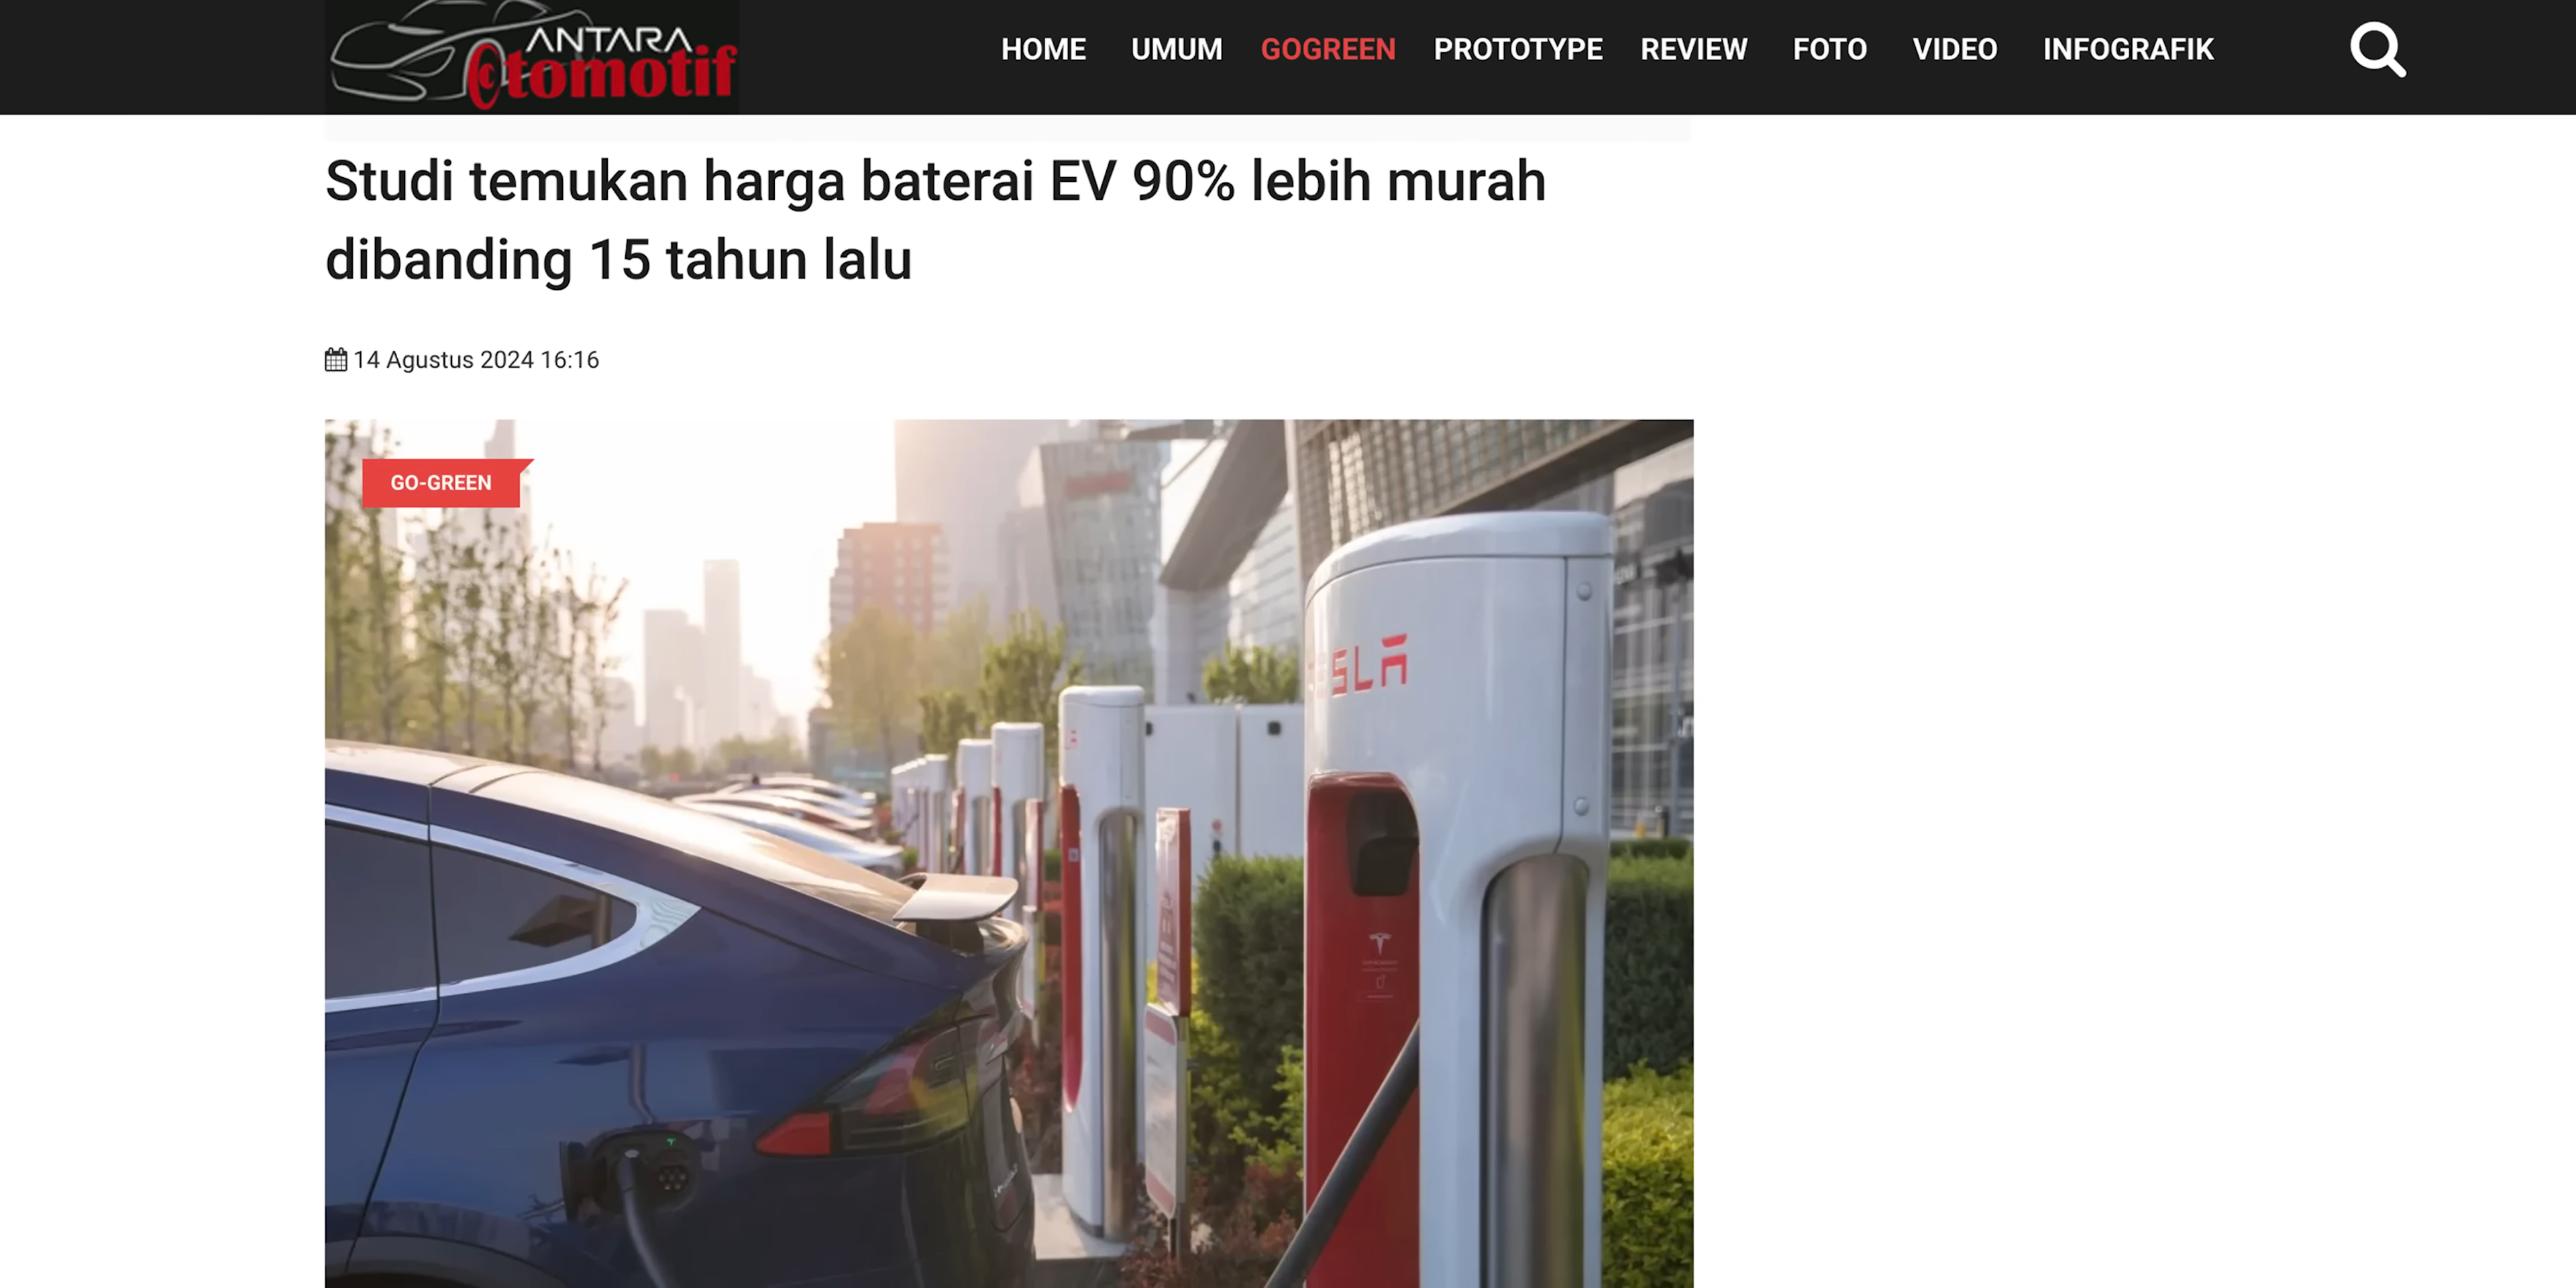 ANTARA
Otomotif
HOME UMUM GOGREEN PROTOTYPE REVIEW FOTO VIDEO INFOGRAFIK
Studi temukan harga baterai EV 90% lebih murah
dibanding 15 tahun lalu
14 Agustus 2024 16:16
GO-GREEN
SLA